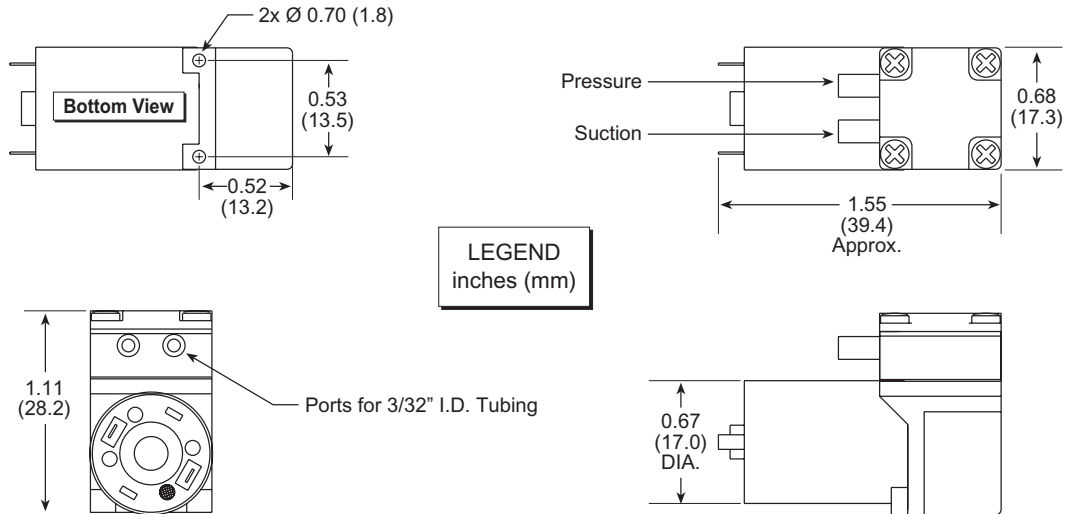 2x Ø 0.70 (1.8)
Bottom View
0.53
(13.5)
0.52
(13.2)
Pressure
Suction
0.68
(17.3)
1.55
(39.4)
Approx.
LEGEND
inches (mm)
1.11
(28.2)
Ports for 3/32” I.D. Tubing
0.67
(17.0)
DIA.